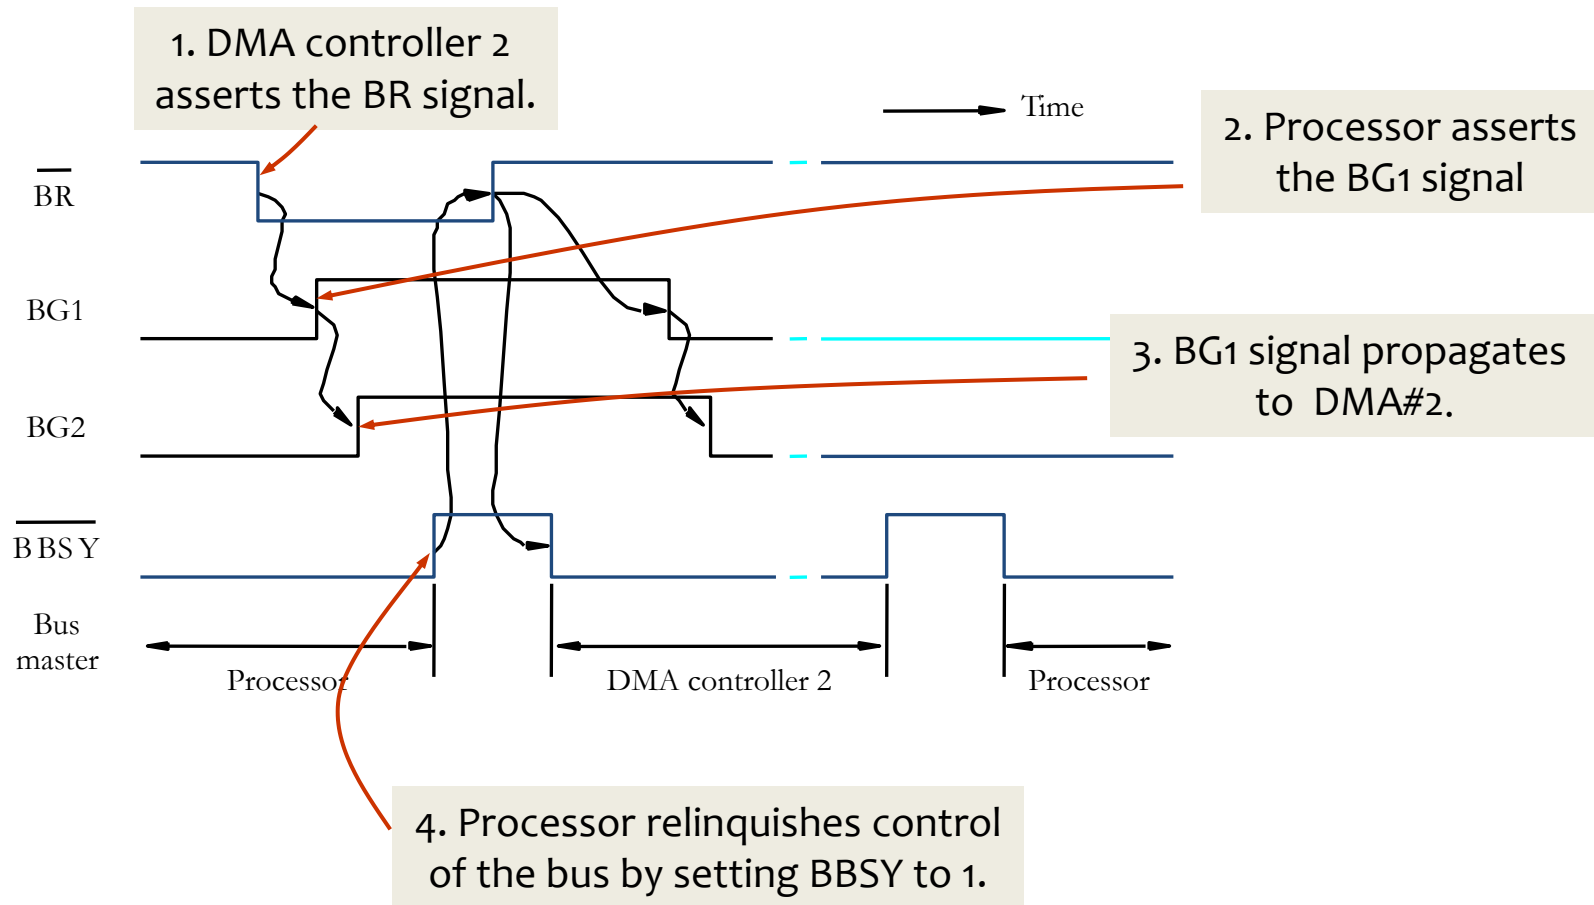 1. DMA controller 2
asserts the BR signal.
Time
2. Processor asserts
the BG1 signal
BR
BG1
3. BG1 signal propagates
to DMA#2.
BG2
BBSY
Bus
master
Processor
DMA controller 2
Processor
4. Processor relinquishes control
of the bus by setting BBSY to 1.